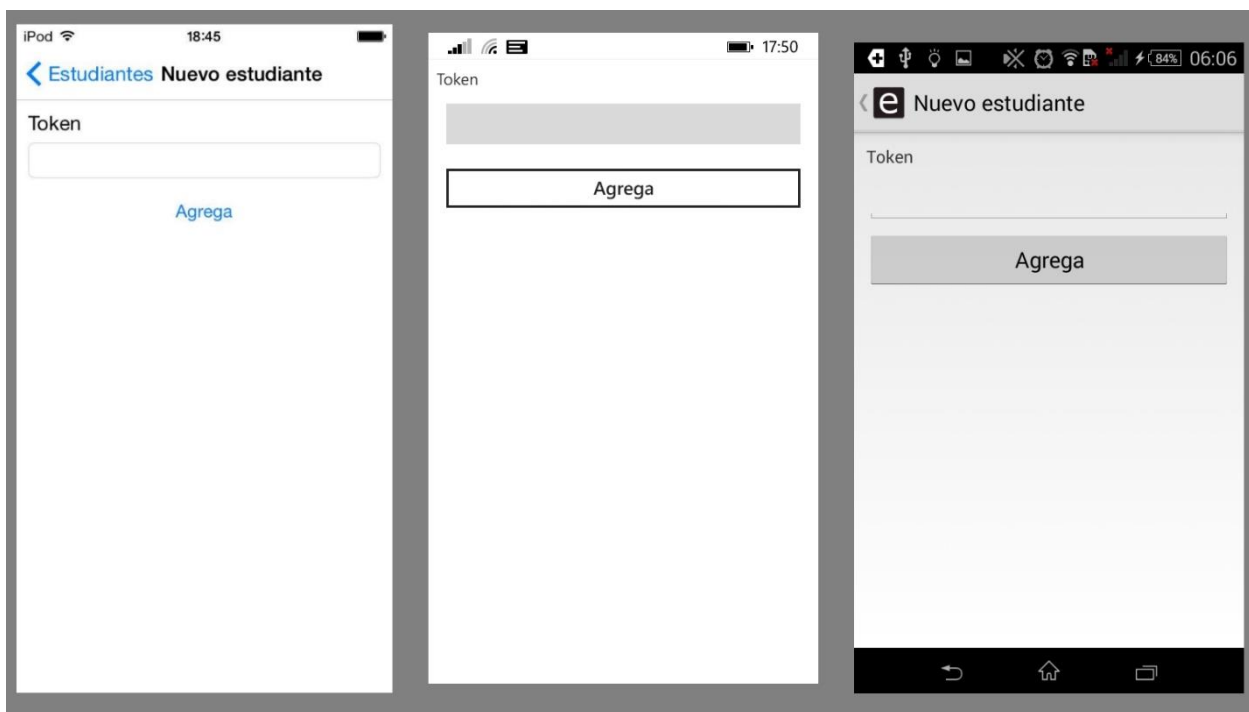 iPod 18:45
Estudiantes Nuevo estudiante
Token
Agrega
17:50
Token
Agrega
84% 06:06
e Nuevo estudiante
Token
Agrega